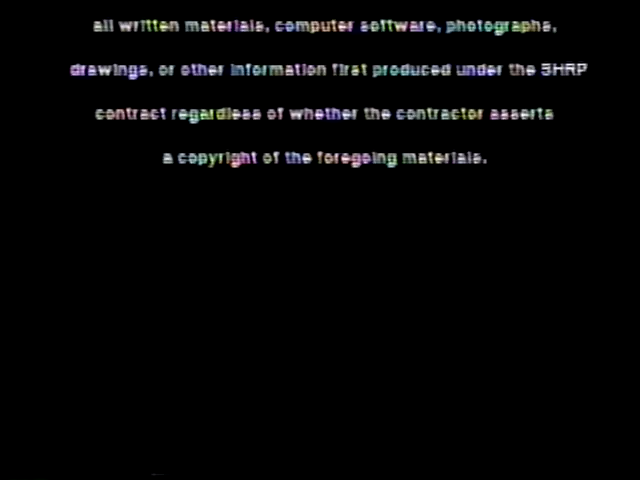 all written materials, computer software, photographs,
drawings, or other information first produced under the SHRP
contract regardless of whether the contractor asserts
a copyright of the foregoing materials.